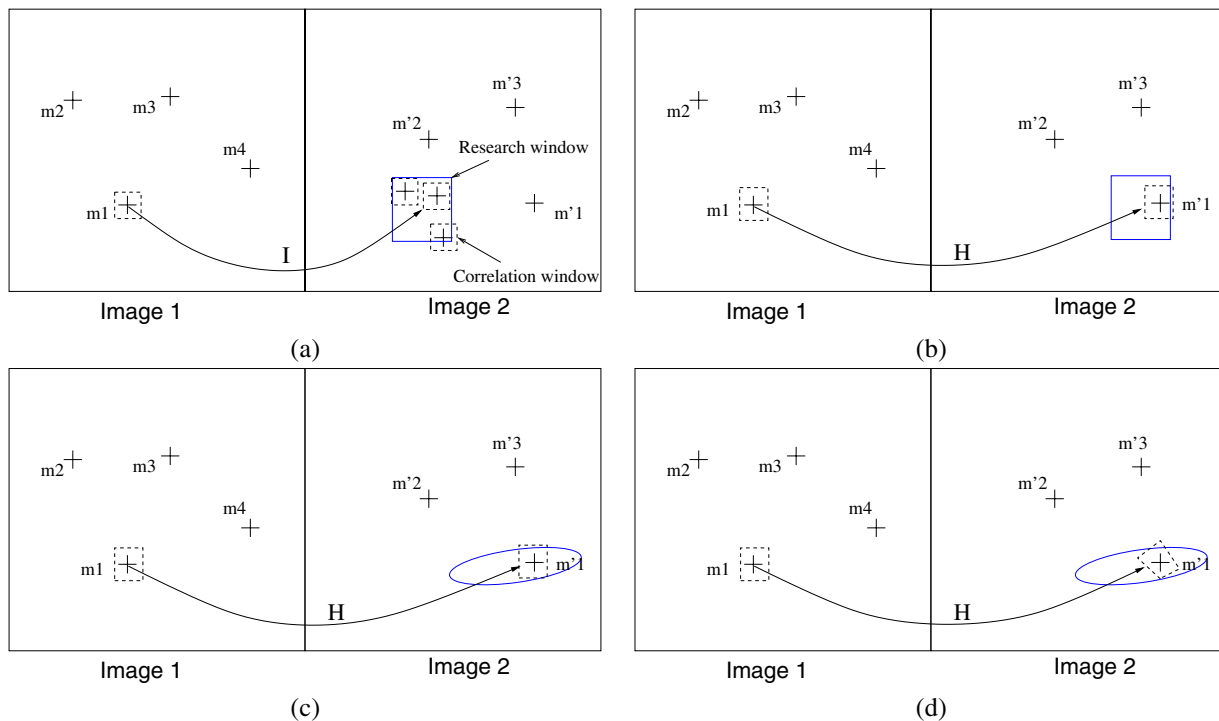 m2
m3
m4
m1
m'3
m'2
Research window
m'1
I
Correlation window
Image 1
Image 2
(a)
m2
m3
m4
m1
m'3
m'2
m'1
H
Image 1
Image 2
(b)
m2
m3
m4
m1
m'3
m'2
m'1
H
Image 1
Image 2
(c)
m2
m3
m4
m1
m'3
m'2
m'1
H
Image 1
Image 2
(d)